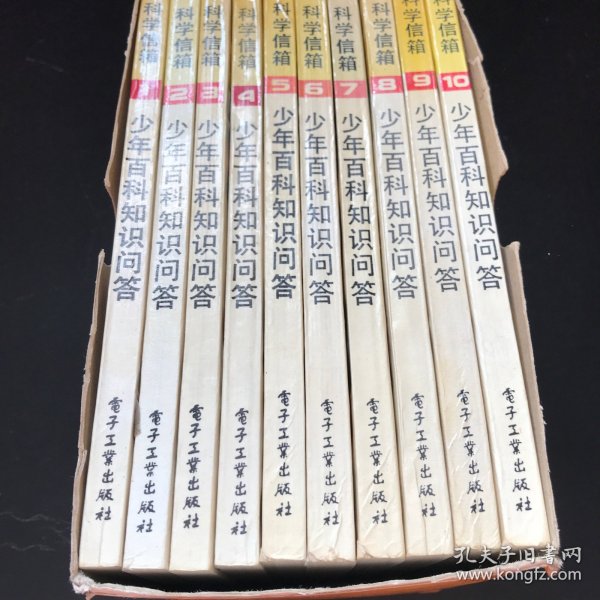 科学信箱
1
少年百科知识问答
電子工業出版社
科学信箱
2
少年百科知识问答
電子工業出版社
科学信箱
3
少年百科知识问答
電子工業出版社
科学信箱
4
少年百科知识问答
電子工業出版社
科学信箱
5
少年百科知识问答
電子工業出版社
科学信箱
6
少年百科知识问答
電子工業出版社
科学信箱
7
少年百科知识问答
電子工業出版社
科学信箱
8
少年百科知识问答
電子工業出版社
科学信箱
9
少年百科知识问答
電子工業出版社
科学信箱
10
少年百科知识问答
電子工業出版社
孔夫子旧书网
www.kongfz.com